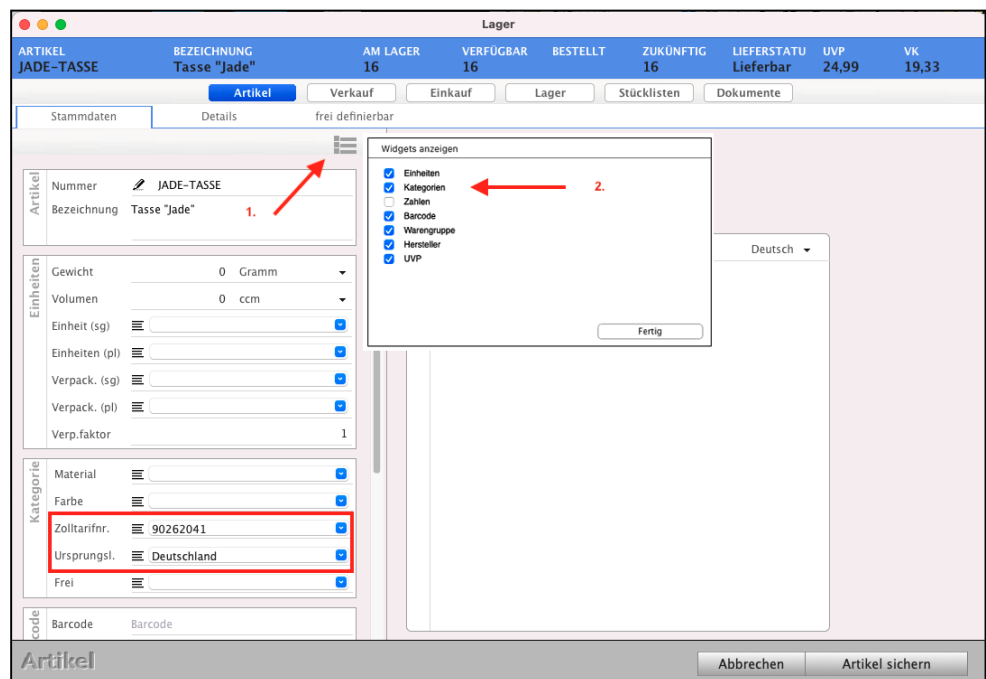 Lager
ARTIKEL BEZEICHNUNG AM LAGER VERFÜGBAR BESTELLT ZUKÜNFTIG LIEFERSTATU UVP VK
JADE-TASSE Tasse "Jade" 16 16 16 Lieferbar 24,99 19,33
Artikel Verkauf Einkauf Lager Stücklisten Dokumente
Stammdaten Details frei definierbar
Widgets anzeigen
Einheiten
Kategorien
Zahlen
Barcode
Warengruppe
Hersteller
UVP
2.
Fertig
1.
Artikel
Nummer JADE-TASSE
Bezeichnung Tasse "Jade"
Deutsch
Einheiten
Gewicht 0 Gramm
Volumen 0 ccm
Einheit (sg)
Einheiten (pl)
Verpack. (sg)
Verpack. (pl)
Verp.faktor 1
Kategorie
Material
Farbe
Zolltarifnr. 90262041
Ursprungsl. Deutschland
Frei
code
Barcode Barcode
Artikel
Abbrechen Artikel sichern